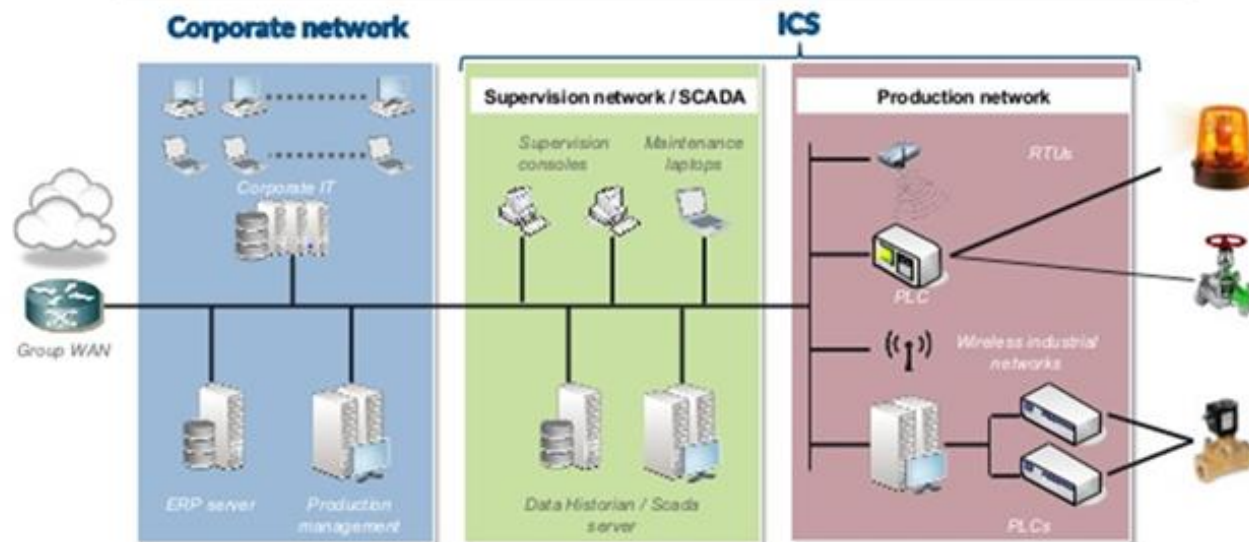 Corporate network
ICS
Supervision network / SCADA
Production network
Supervision
consoles
Maintenance
laptops
RTUs
Corporate IT
PLC
Group WAN
Wireless industrial
networks
ERP server
Production
management
Data Historian / Scada
server
PLCs